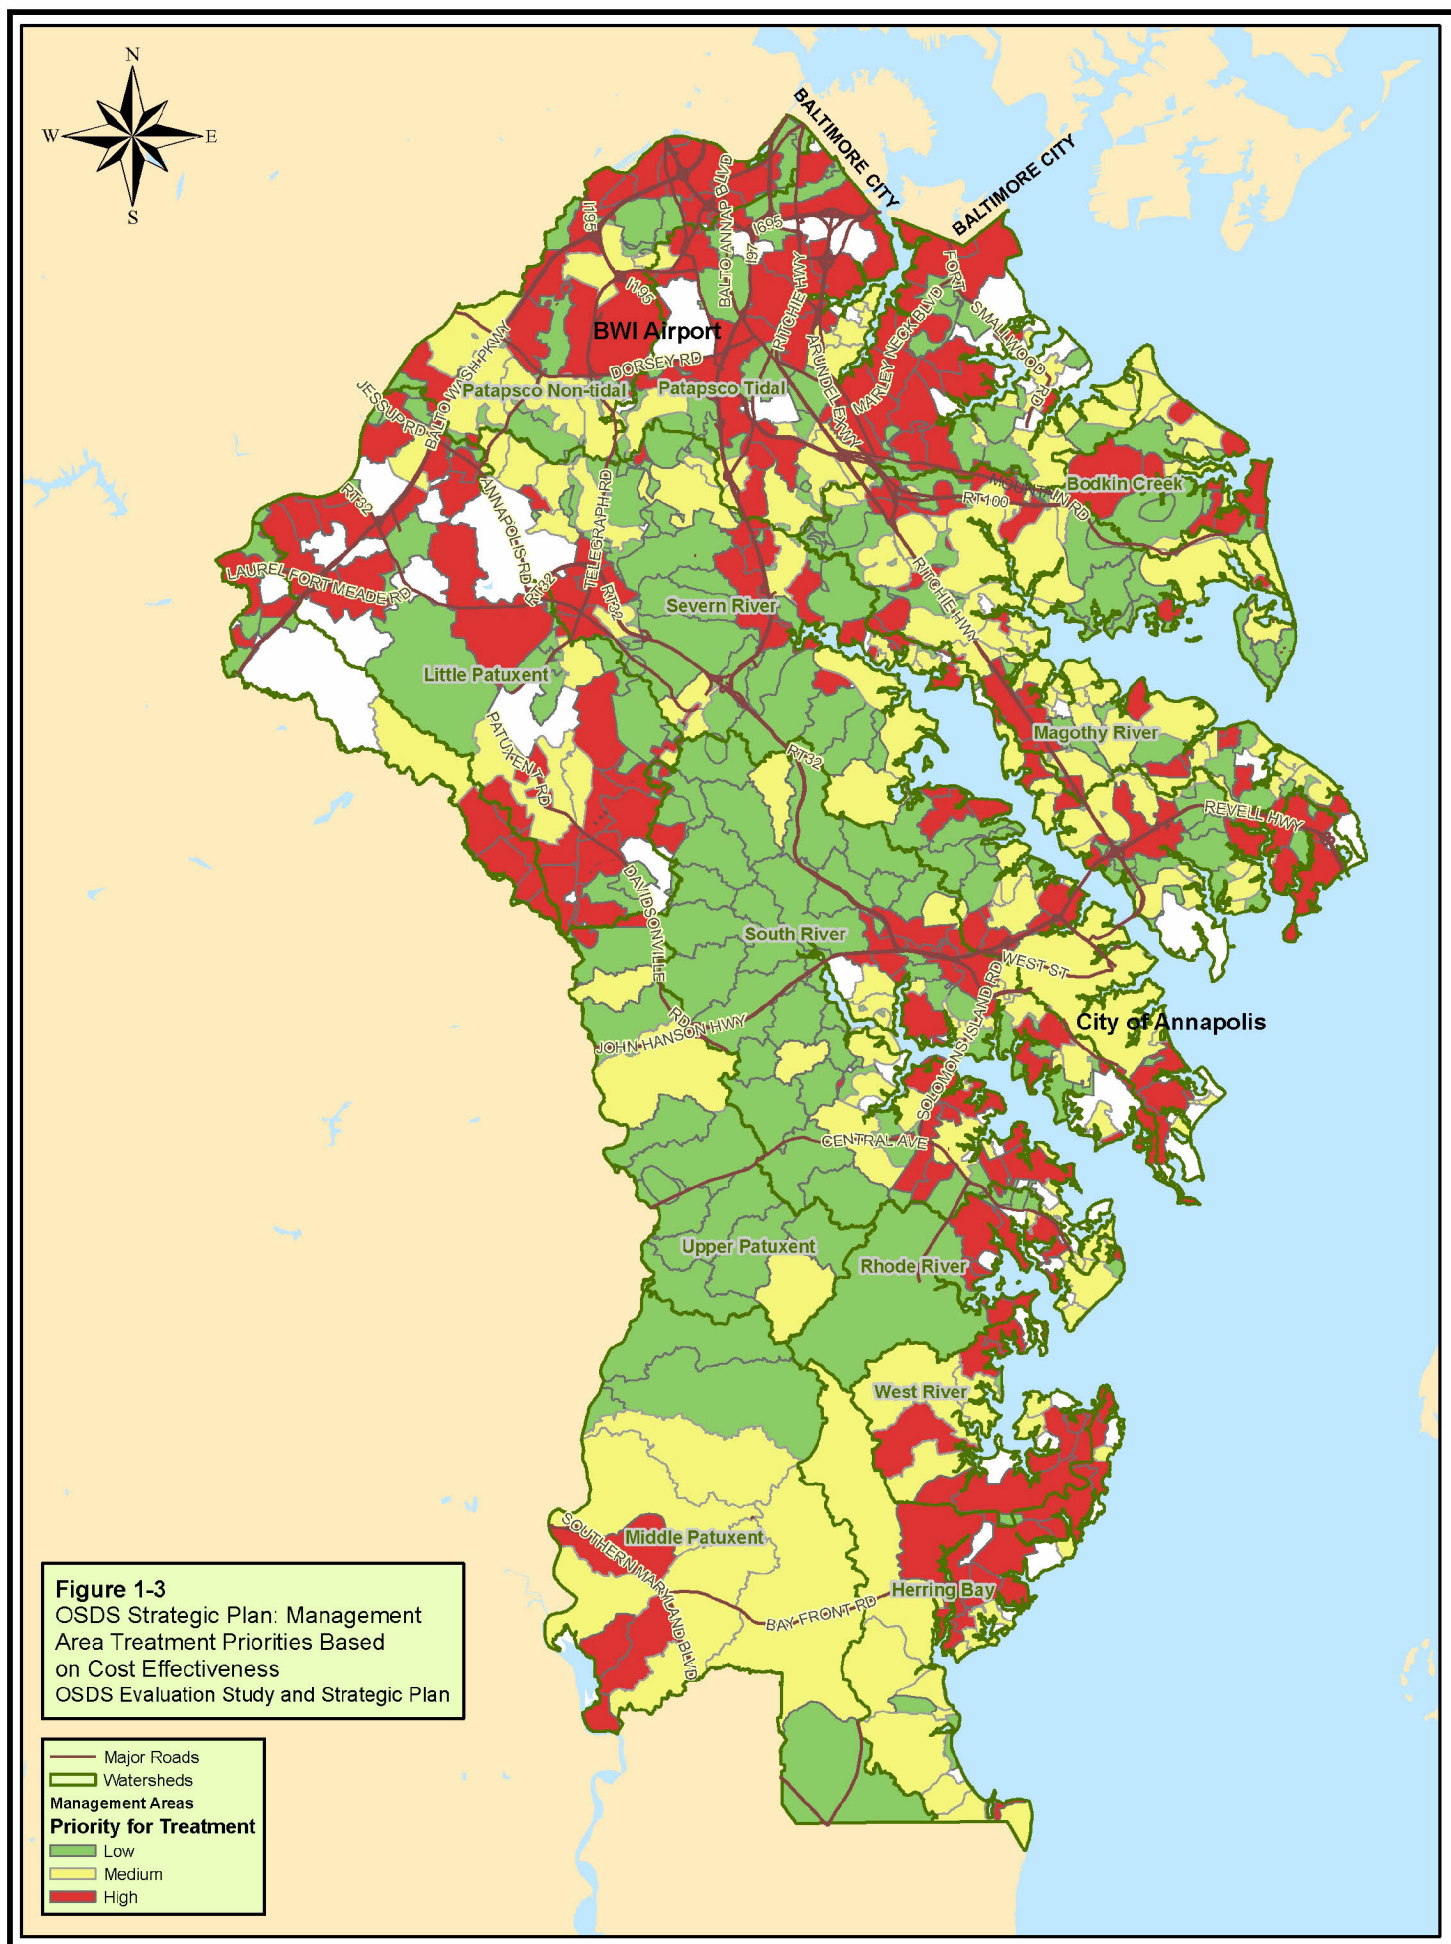 N
W
E
S
BALTIMORE CITY
BALTIMORE CITY
BALTO ANNAP BLVD
I195
I695
I97
FORT SMALLWOOD RD
I195
RITCHIE HWY
MARLEY NECK BLVD
BWI Airport
DORSEY RD
ARUNDEL EXWY
BALTO WASH PKWY
Patapsco Non-tidal
Patapsco Tidal
JESSUP RD
Bodkin Creek
MOUNTAIN RD
RT100
RT32
ANNAPOLIS RD
TELEGRAPH RD
LAUREL FORT MEADE RD
RT32
RT32
RITCHIE HWY
Severn River
Little Patuxent
PATUXENT RD
Magothy River
RT32
REVELL HWY
DAVIDSONVILLE RD
South River
WEST ST
SOLOMONS ISLAND RD
City of Annapolis
JOHN HANSON HWY
CENTRAL AVE
Upper Patuxent
Rhode River
West River
SOUTHERN MARYLAND BLVD
Middle Patuxent
Herring Bay
BAY FRONT RD
Figure 1-3
OSDS Strategic Plan: Management
Area Treatment Priorities Based
on Cost Effectiveness
OSDS Evaluation Study and Strategic Plan
Major Roads
Watersheds
Management Areas
Priority for Treatment
Low
Medium
High